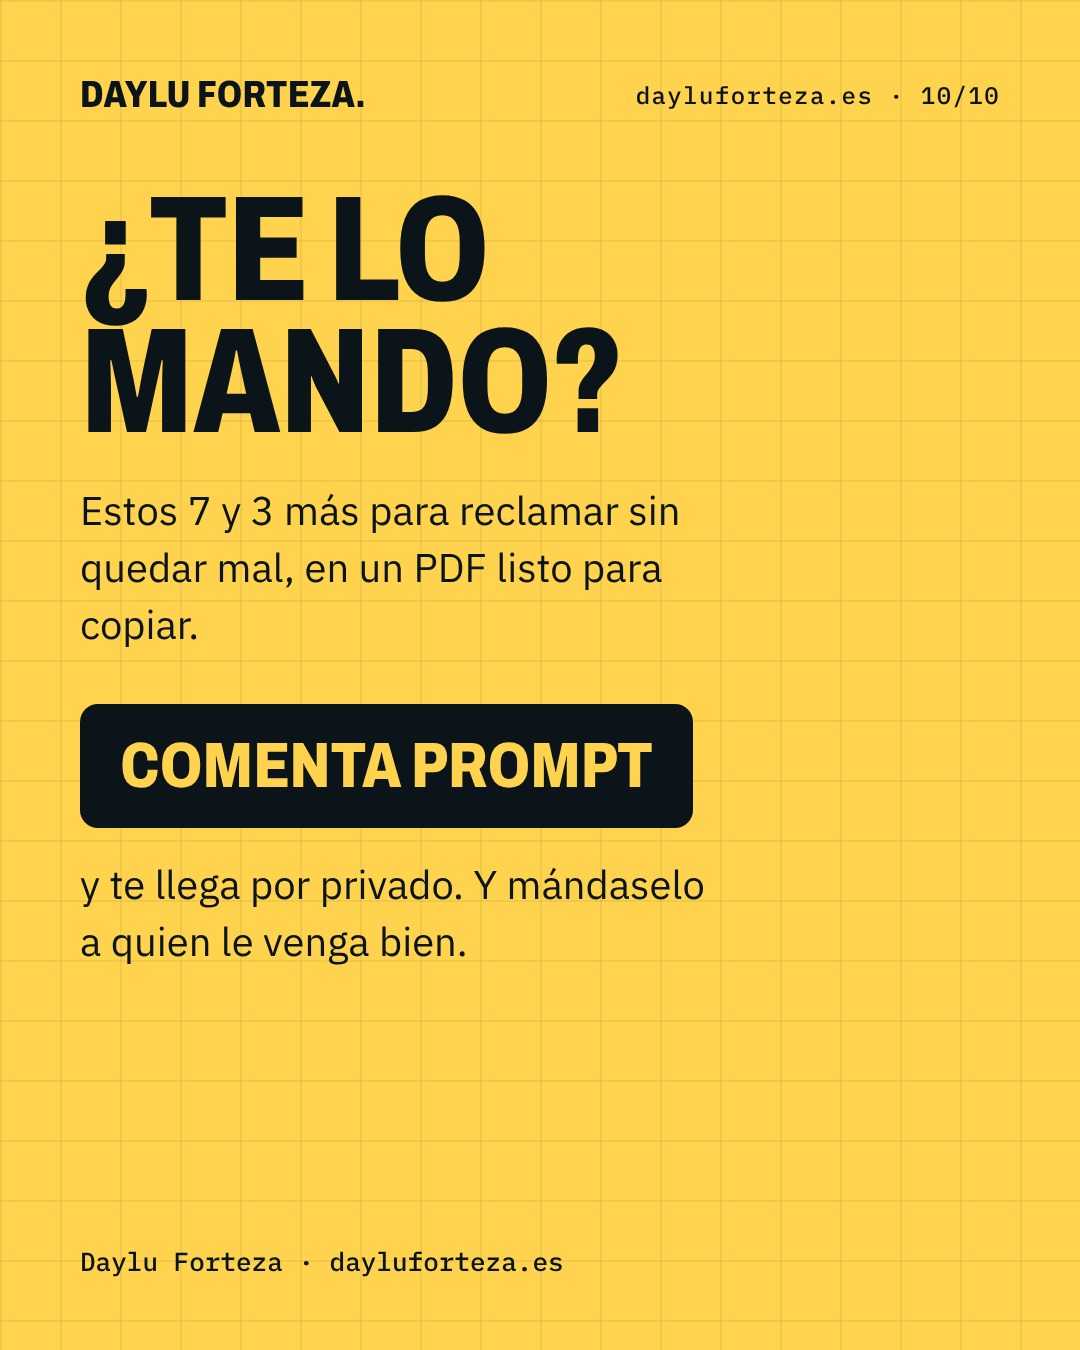 DAYLU FORTEZA.
dayluforteza.es · 10/10
¿TE LO
MANDO?
Estos 7 y 3 más para reclamar sin
quedar mal, en un PDF listo para
copiar.
COMENTA PROMPT
y te llega por privado. Y mándaselo
a quien le venga bien.
Daylu Forteza · dayluforteza.es